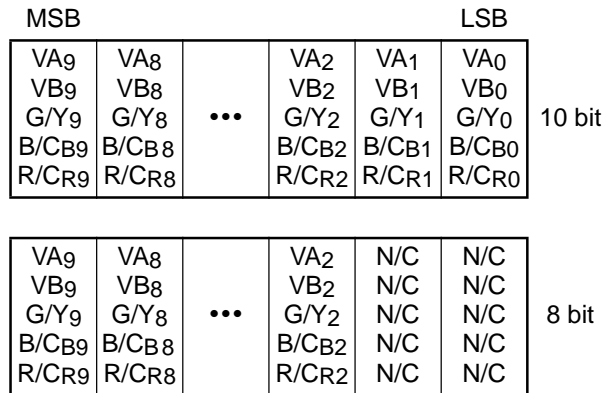 MSB LSB
VA9 VA8 VA2 VA1 VA0
VB9 VB8 VB2 VB1 VB0
G/Y9 G/Y8 ••• G/Y2 G/Y1 G/Y0 10 bit
B/CB9 B/CB8 B/CB2 B/CB1 B/CB0
R/CR9 R/CR8 R/CR2 R/CR1 R/CR0
VA9 VA8 VA2 N/C N/C
VB9 VB8 VB2 N/C N/C
G/Y9 G/Y8 ••• G/Y2 N/C N/C 8 bit
B/CB9 B/CB8 B/CB2 N/C N/C
R/CR9 R/CR8 R/CR2 N/C N/C